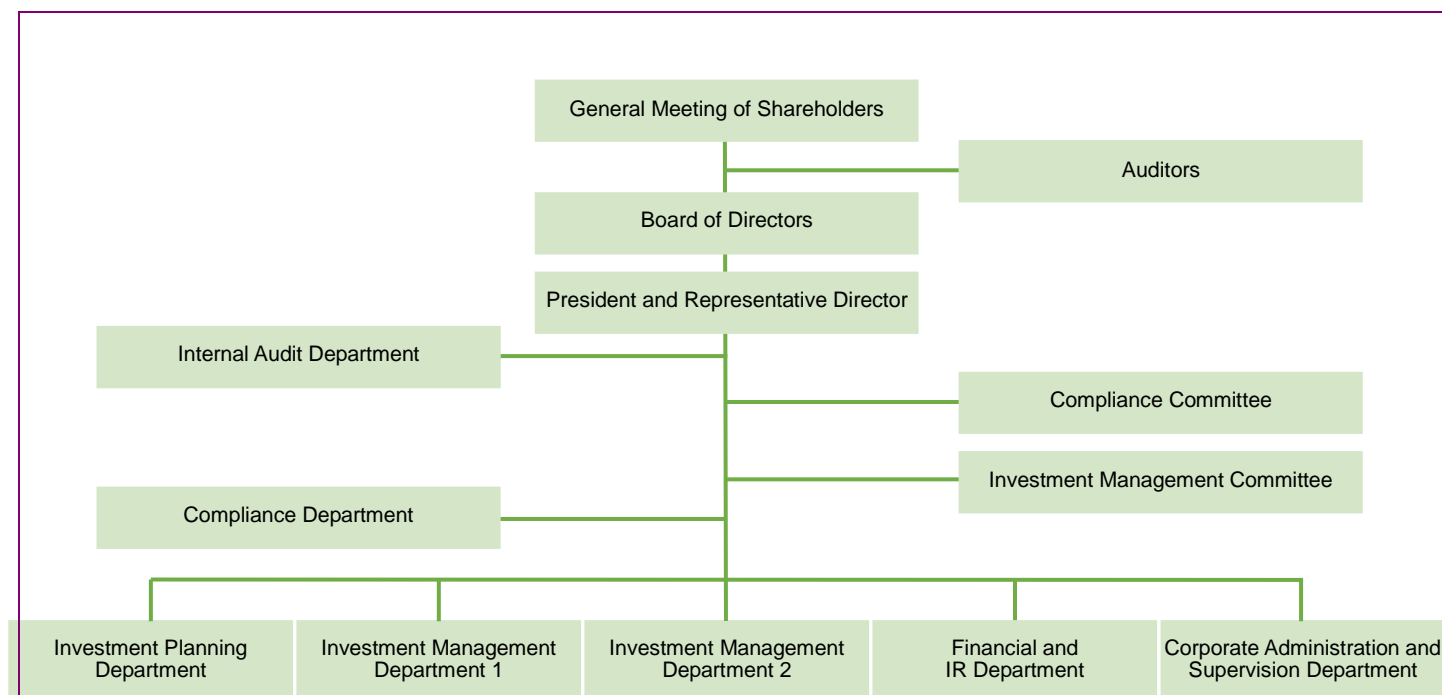 General Meeting of Shareholders
Auditors
Board of Directors
President and Representative Director
Internal Audit Department
Compliance Committee
Investment Management Committee
Compliance Department
Investment Planning
Department
Investment Management
Department 1
Investment Management
Department 2
Financial and
IR Department
Corporate Administration and
Supervision Department